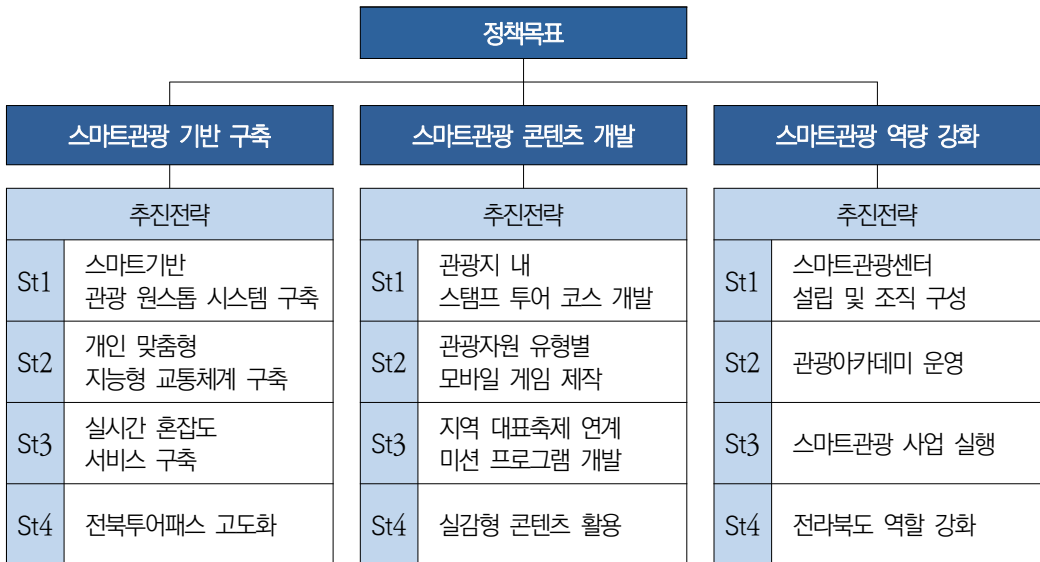 정책목표
스마트관광 기반 구축
추진전략
St1
스마트기반
관광 원스톱 시스템 구축
St2
개인 맞춤형
지능형 교통체계 구축
St3
실시간 혼잡도
서비스 구축
St4
전북투어패스 고도화
스마트관광 콘텐츠 개발
추진전략
St1
관광지 내
스탬프 투어 코스 개발
St2
관광자원 유형별
모바일 게임 제작
St3
지역 대표축제 연계
미션 프로그램 개발
St4
실감형 콘텐츠 활용
스마트관광 역량 강화
추진전략
St1
스마트관광센터
설립 및 조직 구성
St2
관광아카데미 운영
St3
스마트관광 사업 실행
St4
전라북도 역할 강화